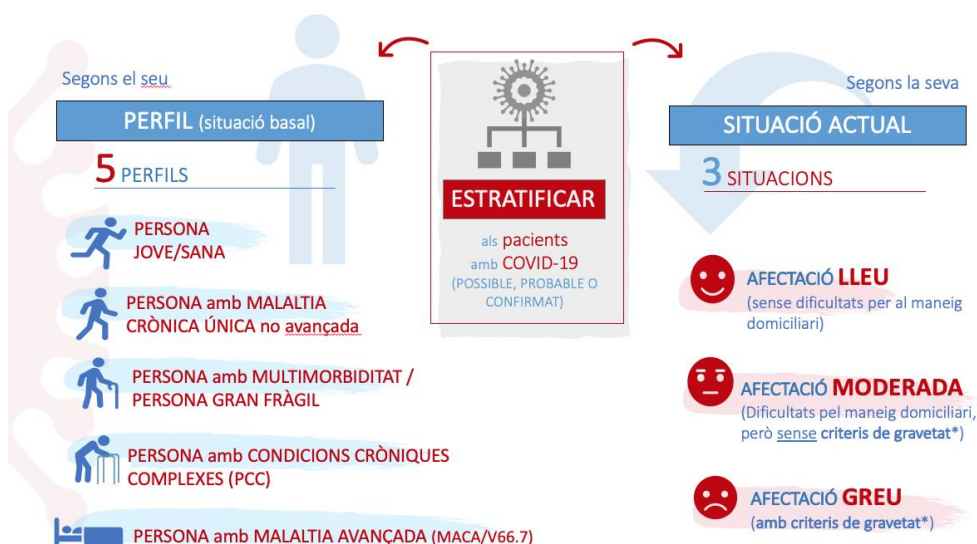 Segons el seu
PERFIL (situació basal)
5 PERFILS
PERSONA
JOVE/SANA
PERSONA amb MALALTIA
CRÒNICA ÚNICA no avançada
PERSONA amb MULTIMORBIDITAT /
PERSONA GRAN FRÀGIL
PERSONA amb CONDICIONS CRÒNIQUES
COMPLEXES (PCC)
PERSONA amb MALALTIA AVANÇADA (MACA/V66.7)
ESTRATIFICAR
als pacients
amb COVID-19
(POSSIBLE, PROBABLE O
CONFIRMAT)
Segons la seva
SITUACIÓ ACTUAL
3 SITUACIONS
AFECTACIÓ LLEU
(sense dificultats per al maneig
domiciliari)
AFECTACIÓ MODERADA
(Dificultats pel maneig domiciliari,
però sense criteris de gravetat*)
AFECTACIÓ GREU
(amb criteris de gravetat*)